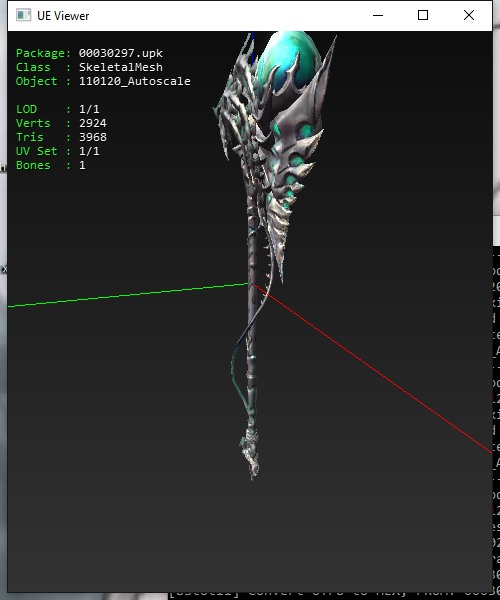 UE Viewer
Package: 00030297.upk
Class : SkeletalMesh
Object : 110120_Autoscale
LOD : 1/1
Verts : 2924
Tris : 3968
UV Set : 1/1
Bones : 1